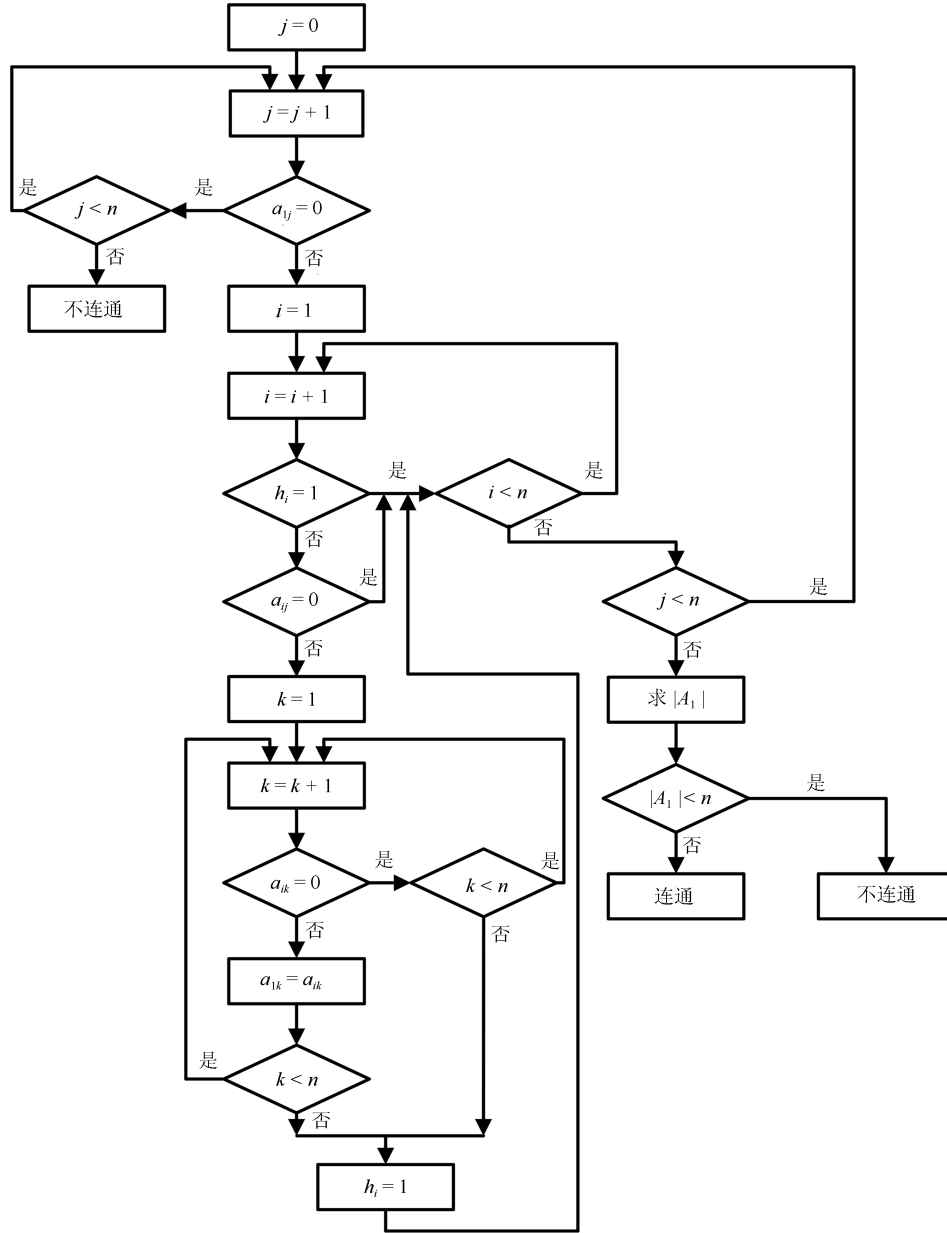 j = 0
j = j + 1
是
j < n
是
a₁ⱼ = 0
否
否
不连通
i = 1
i = i + 1
hᵢ = 1
是
i < n
是
否
否
aᵢⱼ = 0
是
j < n
是
否
否
k = 1
求 |A₁ |
k = k + 1
|A₁ | < n
是
否
aᵢₖ = 0
是
k < n
是
连通
不连通
否
否
a₁ₖ = aᵢₖ
是
k < n
否
hᵢ = 1